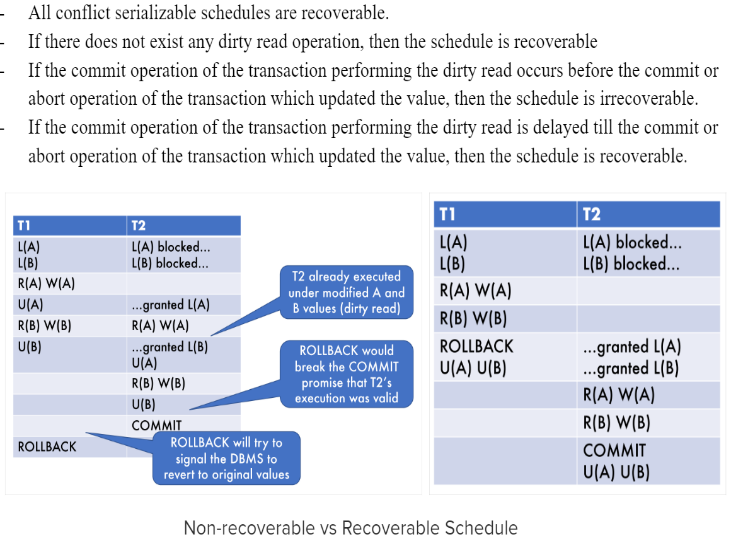 - All conflict serializable schedules are recoverable.
- If there does not exist any dirty read operation, then the schedule is recoverable
- If the commit operation of the transaction performing the dirty read occurs before the commit or
abort operation of the transaction which updated the value, then the schedule is irrecoverable.
- If the commit operation of the transaction performing the dirty read is delayed till the commit or
abort operation of the transaction which updated the value, then the schedule is recoverable.
T1 T2
L(A) L(A) blocked...
L(B) L(B) blocked...
R(A) W(A)
U(A) ...granted L(A)
R(B) W(B) R(A) W(A)
U(B) ...granted L(B)
U(A)
R(B) W(B)
U(B)
COMMIT
ROLLBACK
T2 already executed
under modified A and
B values (dirty read)
ROLLBACK would
break the COMMIT
promise that T2's
execution was valid
ROLLBACK will try to
signal the DBMS to
revert to original values
T1 T2
L(A) L(A) blocked...
L(B) L(B) blocked...
R(A) W(A)
R(B) W(B)
ROLLBACK ...granted L(A)
U(A) U(B) ...granted L(B)
R(A) W(A)
R(B) W(B)
COMMIT
U(A) U(B)
Non-recoverable vs Recoverable Schedule